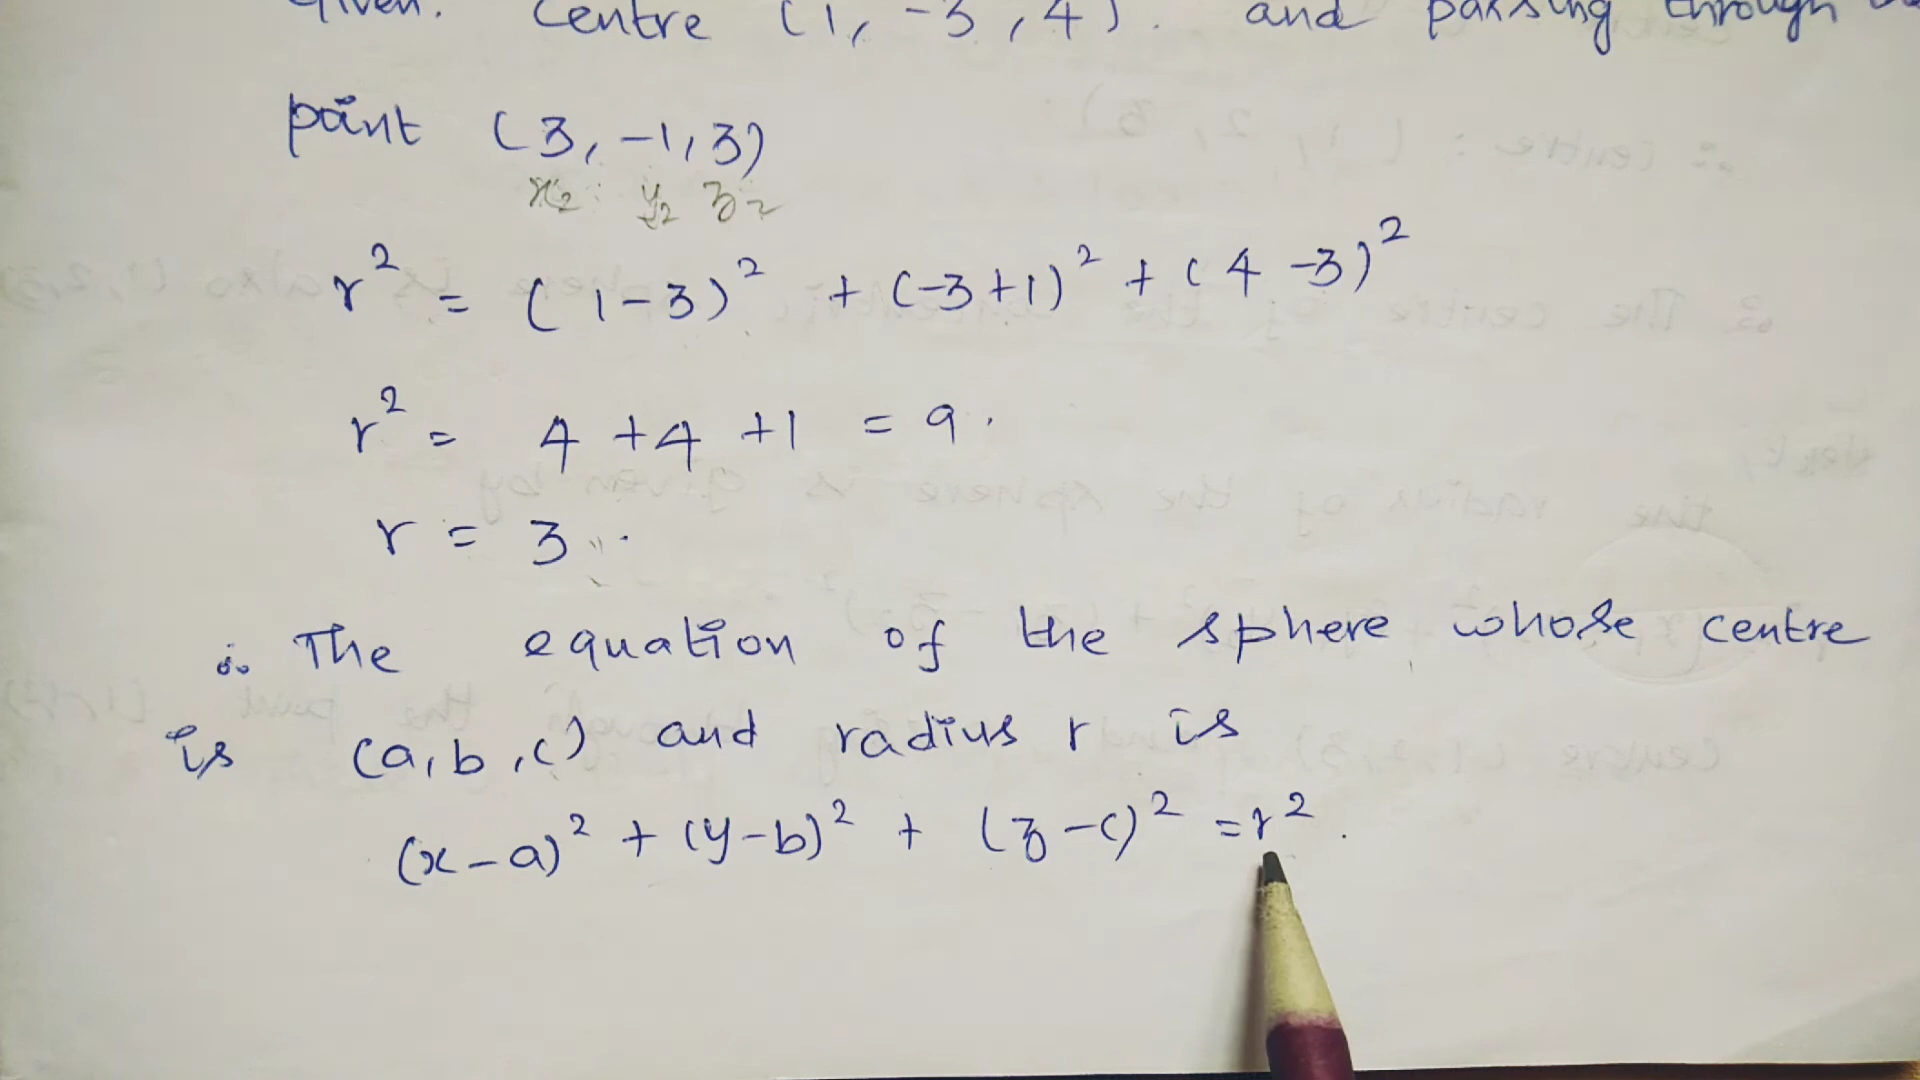 Given. Centre (1, -3, 4). and passing through
point (3, -1, 3)
x₂ y₂ z₂
r² = (1-3)² + (-3+1)² + (4-3)²
r² = 4 +4 +1 = 9.
r = 3.
∴ The equation of the sphere whose centre
is (a, b, c) and radius r is
(x-a)² + (y-b)² + (z-c)² = r².